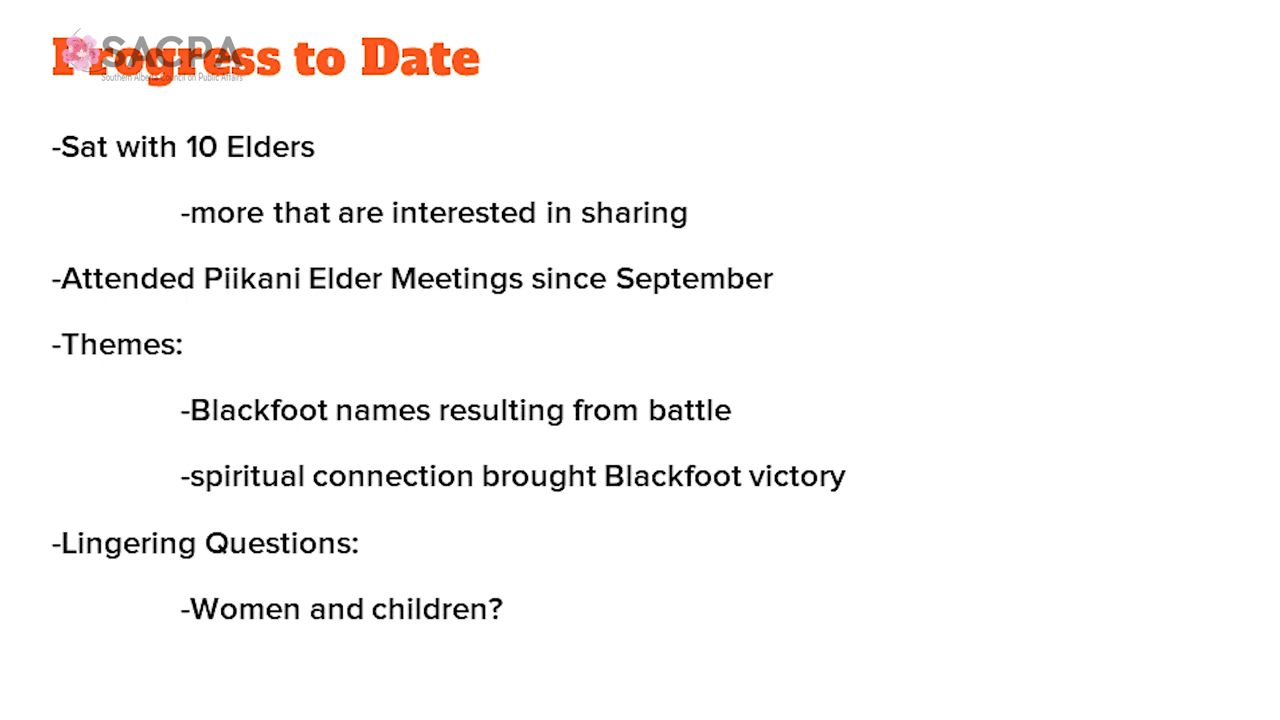 Progress to Date
SACPA
Southern Alberta Council on Public Affairs
-Sat with 10 Elders
-more that are interested in sharing
-Attended Piikani Elder Meetings since September
-Themes:
-Blackfoot names resulting from battle
-spiritual connection brought Blackfoot victory
-Lingering Questions:
-Women and children?